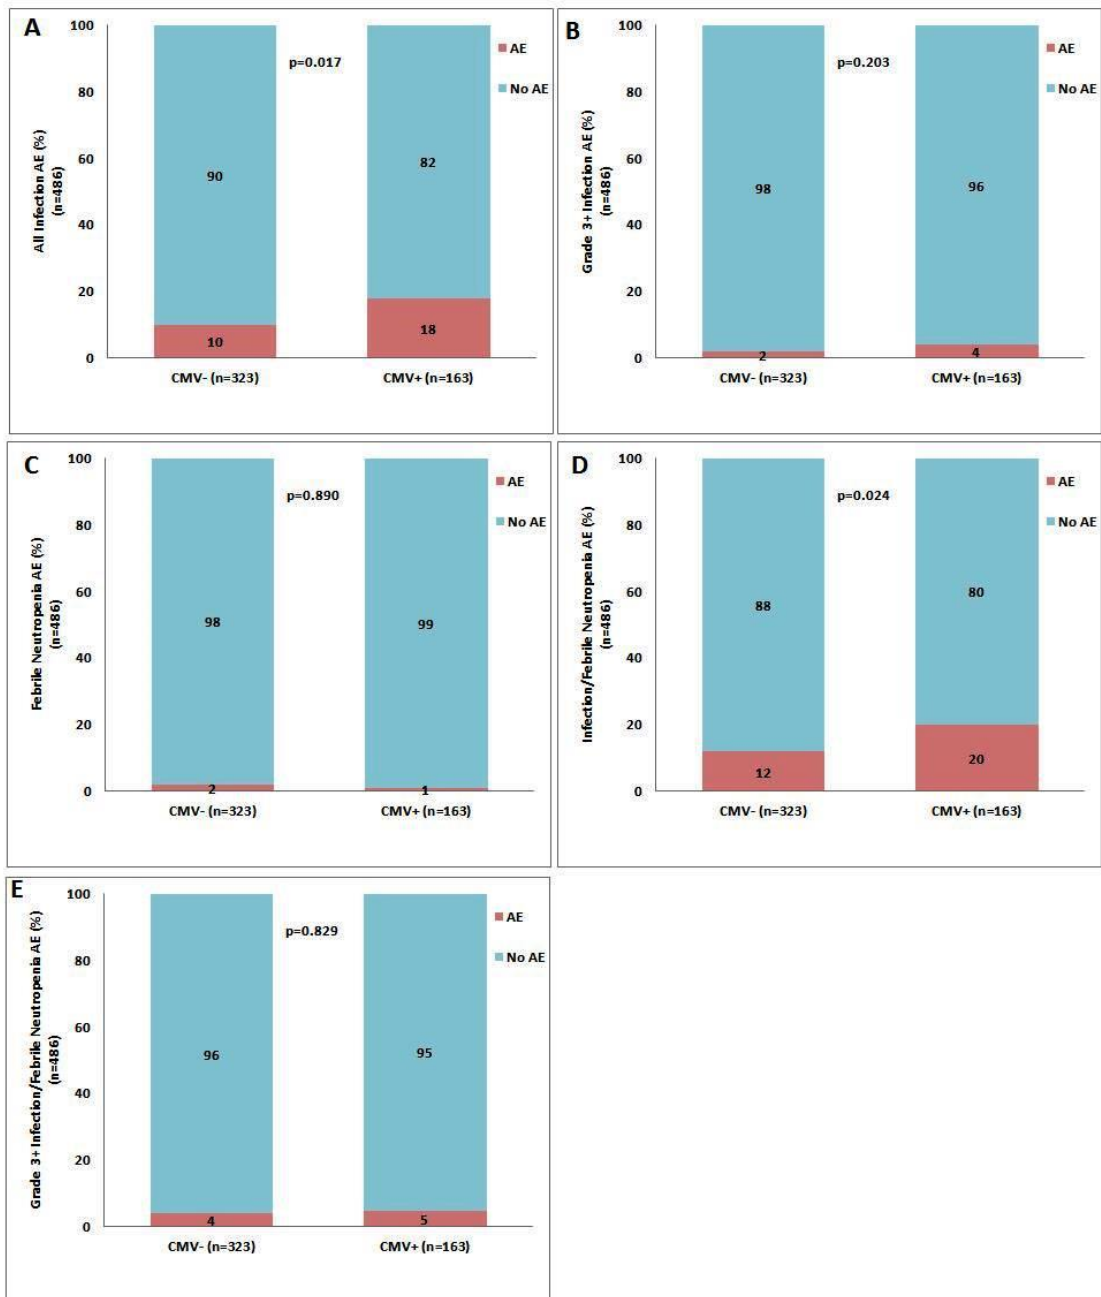 A
All Infection AE (%)
(n=486)
100
80
60
40
20
0
p=0.017
AE
No AE
90
82
10
18
CMV- (n=323)
CMV+ (n=163)
B
Grade 3+ Infection AE (%)
(n=486)
100
80
60
40
20
0
p=0.203
AE
No AE
98
96
2
4
CMV- (n=323)
CMV+ (n=163)
C
Febrile Neutropenia AE (%)
(n=486)
100
80
60
40
20
0
p=0.890
AE
No AE
98
99
2
1
CMV- (n=323)
CMV+ (n=163)
D
Infection/Febrile Neutropenia AE (%)
(n=486)
100
80
60
40
20
0
p=0.024
AE
No AE
88
80
12
20
CMV- (n=323)
CMV+ (n=163)
E
Grade 3+ Infection/Febrile Neutropenia AE (%)
(n=486)
100
80
60
40
20
0
p=0.829
AE
No AE
96
95
4
5
CMV- (n=323)
CMV+ (n=163)